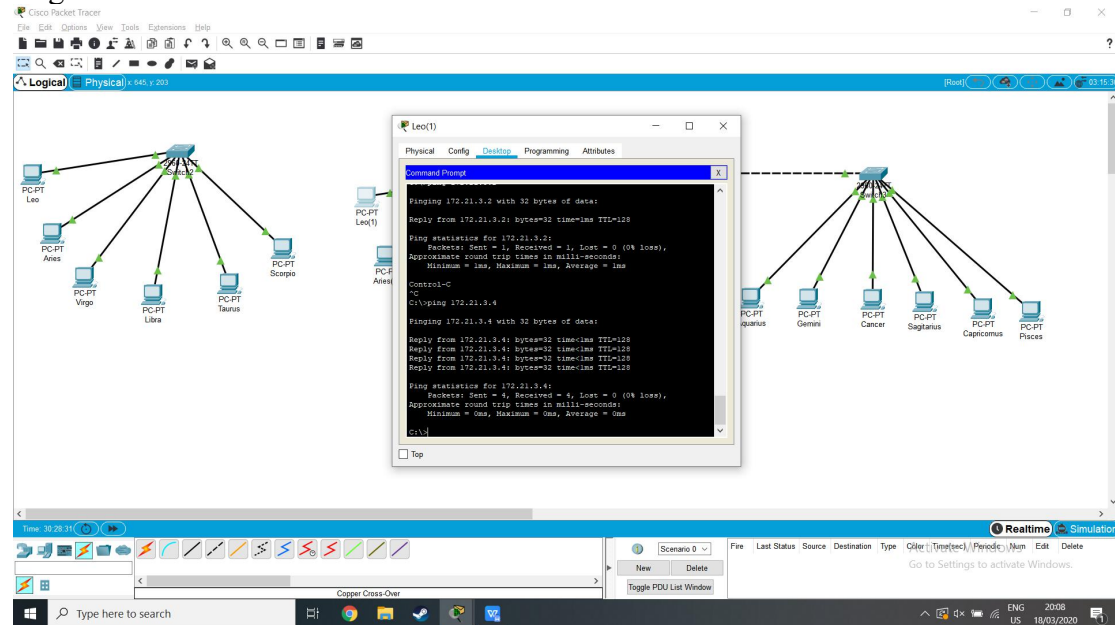 Cisco Packet Tracer
File Edit Options View Tools Extensions Help
?
Logical Physical x: 645, y: 203 [Root] 03:15:3
Leo(1)
Physical Config Desktop Programming Attributes
Command Prompt X
Pinging 172.21.3.2 with 32 bytes of data:
Reply from 172.21.3.2: bytes=32 time=1ms TTL=128
Ping statistics for 172.21.3.2:
Packets: Sent = 1, Received = 1, Lost = 0 (0% loss),
Approximate round trip times in milli-seconds:
Minimum = 1ms, Maximum = 1ms, Average = 1ms
Control-C
^C
C:\>ping 172.21.3.4
Pinging 172.21.3.4 with 32 bytes of data:
Reply from 172.21.3.4: bytes=32 time<1ms TTL=128
Reply from 172.21.3.4: bytes=32 time<1ms TTL=128
Reply from 172.21.3.4: bytes=32 time<1ms TTL=128
Reply from 172.21.3.4: bytes=32 time<1ms TTL=128
Ping statistics for 172.21.3.4:
Packets: Sent = 4, Received = 4, Lost = 0 (0% loss),
Approximate round trip times in milli-seconds:
Minimum = 0ms, Maximum = 0ms, Average = 0ms
C:\>
Top
2960-24TT
Switch2
PC-PT
Leo
PC-PT
Aries
PC-PT
Virgo
PC-PT
Libra
PC-PT
Taurus
PC-PT
Scorpio
PC-PT
Leo(1)
PC-P
Aries(
Switch3
PC-PT
quarius
PC-PT
Gemini
PC-PT
Cancer
PC-PT
Sagitarius
PC-PT
Capricornus
PC-PT
Pisces
Time: 30:28:31
Realtime Simulation
Scenario 0
New Delete
Toggle PDU List Window
Fire Last Status Source Destination Type Color Time(sec) Periodic Num Edit Delete
Go to Settings to activate Windows.
Copper Cross-Over
Type here to search
ENG
US
20:08
18/03/2020